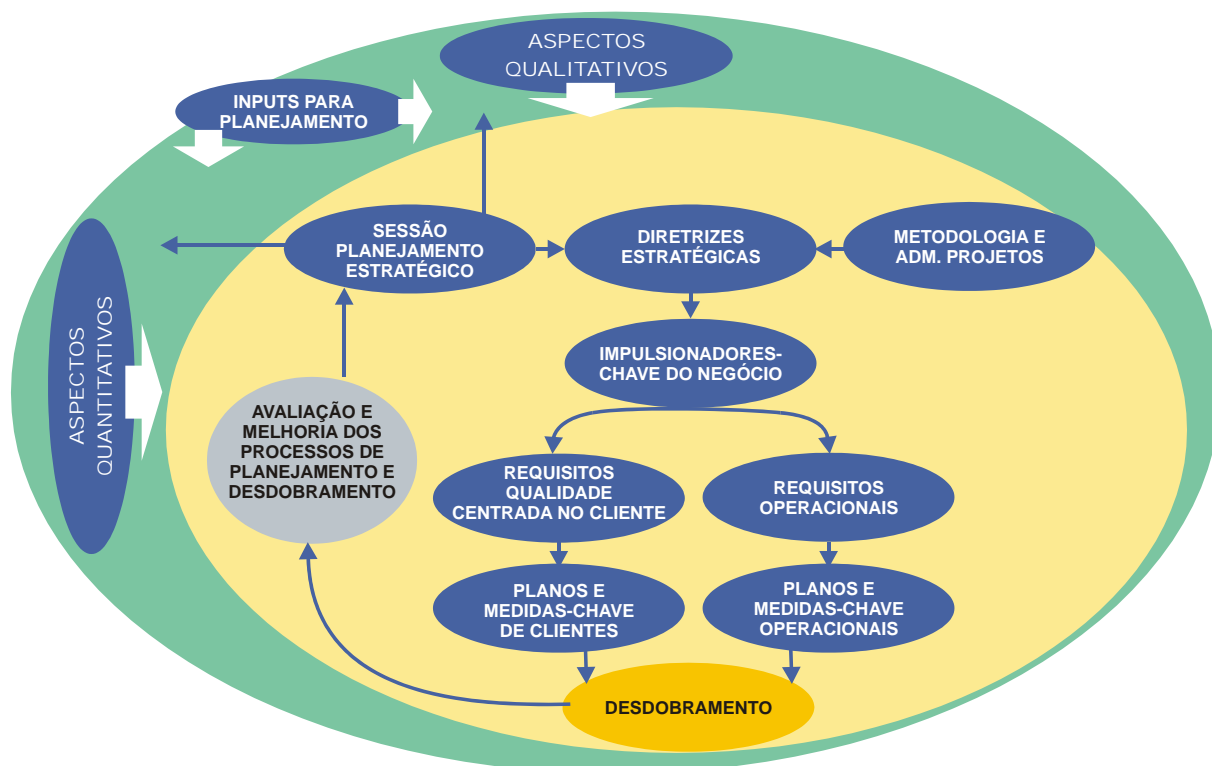 ASPECTOS
QUALITATIVOS
INPUTS PARA
PLANEJAMENTO
SESSÃO
PLANEJAMENTO
ESTRATÉGICO
DIRETRIZES
ESTRATÉGICAS
METODOLOGIA E
ADM. PROJETOS
ASPECTOS
QUANTITATIVOS
IMPULSIONADORES-
CHAVE DO NEGÓCIO
AVALIAÇÃO E
MELHORIA DOS
PROCESSOS DE
PLANEJAMENTO E
DESDOBRAMENTO
REQUISITOS
QUALIDADE
CENTRADA NO CLIENTE
REQUISITOS
OPERACIONAIS
PLANOS E
MEDIDAS-CHAVE
DE CLIENTES
PLANOS E
MEDIDAS-CHAVE
OPERACIONAIS
DESDOBRAMENTO